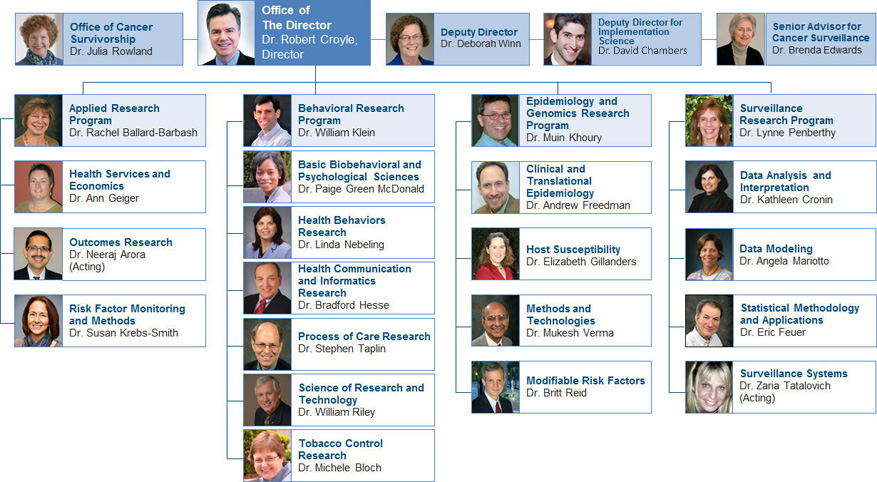 Office of Cancer
Survivorship
Dr. Julia Rowland
Office of
The Director
Dr. Robert Croyle,
Director
Deputy Director
Dr. Deborah Winn
Deputy Director for
Implementation
Science
Dr. David Chambers
Senior Advisor for
Cancer Surveillance
Dr. Brenda Edwards
Applied Research
Program
Dr. Rachel Ballard-Barbash
Health Services and
Economics
Dr. Ann Geiger
Outcomes Research
Dr. Neeraj Arora
(Acting)
Risk Factor Monitoring
and Methods
Dr. Susan Krebs-Smith
Behavioral Research
Program
Dr. William Klein
Basic Biobehavioral and
Psychological Sciences
Dr. Paige Green McDonald
Health Behaviors
Research
Dr. Linda Nebeling
Health Communication
and Informatics
Research
Dr. Bradford Hesse
Process of Care Research
Dr. Stephen Taplin
Science of Research and
Technology
Dr. William Riley
Tobacco Control
Research
Dr. Michele Bloch
Epidemiology and
Genomics Research
Program
Dr. Muin Khoury
Clinical and
Translational
Epidemiology
Dr. Andrew Freedman
Host Susceptibility
Dr. Elizabeth Gillanders
Methods and
Technologies
Dr. Mukesh Verma
Modifiable Risk Factors
Dr. Britt Reid
Surveillance
Research Program
Dr. Lynne Penberthy
Data Analysis and
Interpretation
Dr. Kathleen Cronin
Data Modeling
Dr. Angela Mariotto
Statistical Methodology
and Applications
Dr. Eric Feuer
Surveillance Systems
Dr. Zaria Tatalovich
(Acting)